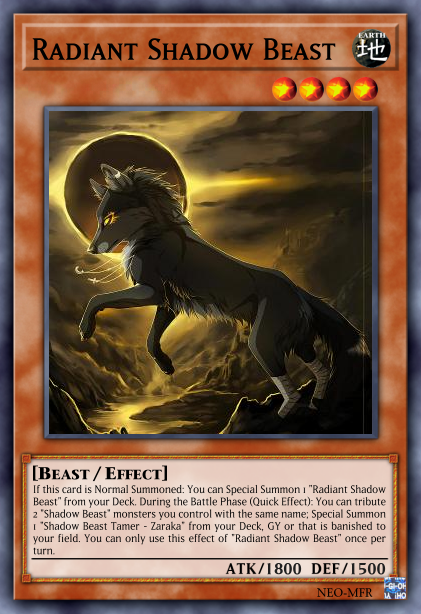 Radiant Shadow Beast
EARTH
地
[Beast / Effect]
If this card is Normal Summoned: You can Special Summon 1 "Radiant Shadow
Beast" from your Deck. During the Battle Phase (Quick Effect): You can tribute
2 "Shadow Beast" monsters you control with the same name; Special Summon
1 "Shadow Beast Tamer - Zaraka" from your Deck, GY or that is banished to
your field. You can only use this effect of "Radiant Shadow Beast" once per
turn.
ATK/1800 DEF/1500
NEO-MFR